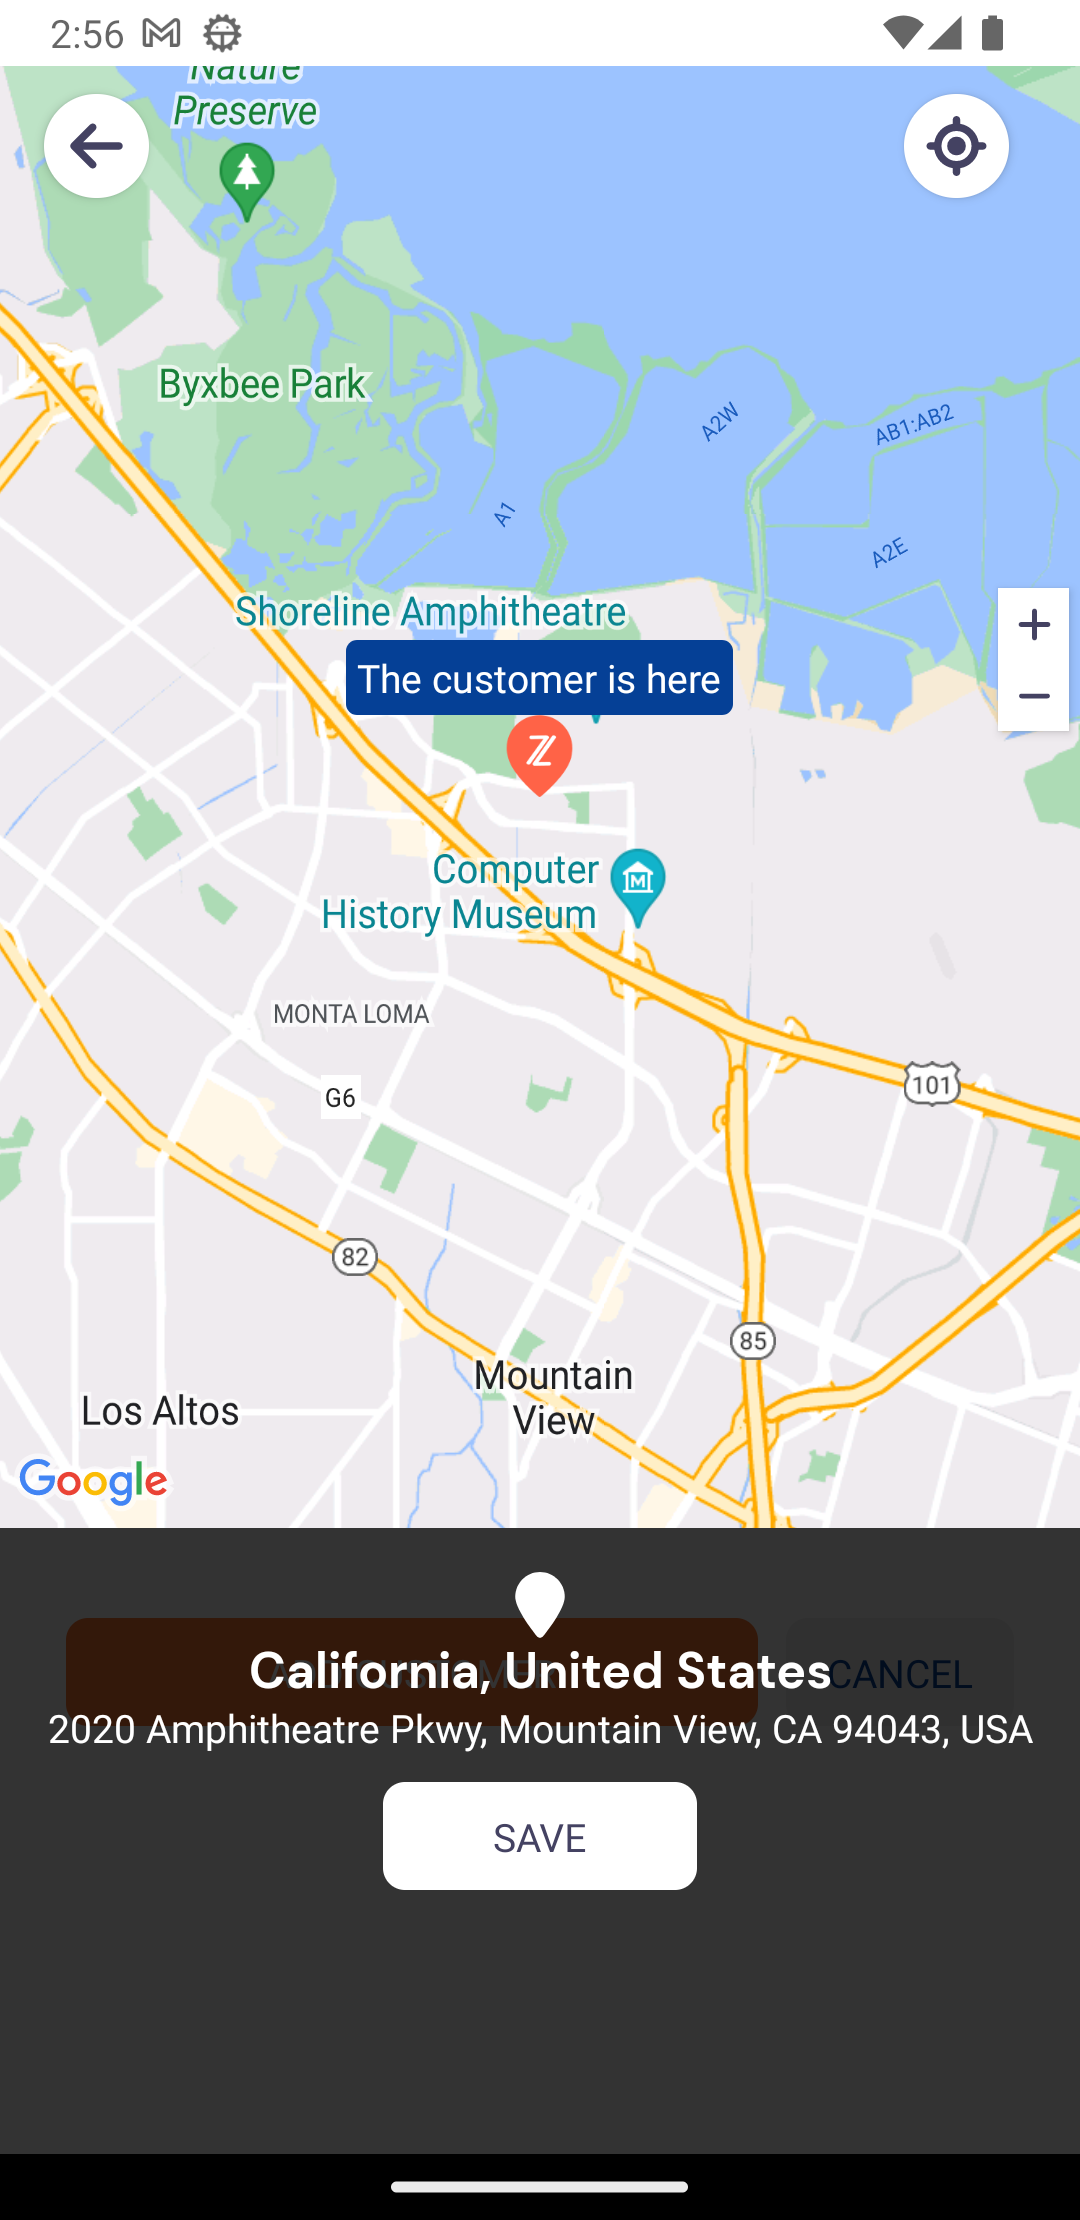 2:56
Nature
Preserve
Byxbee Park
A2W
AB1:AB2
A1
A2E
Shoreline Amphitheatre
The customer is here
Computer
History Museum
MONTA LOMA
101
G6
82
85
Mountain
View
Los Altos
Google
California, United States
CANCEL
2020 Amphitheatre Pkwy, Mountain View, CA 94043, USA
SAVE